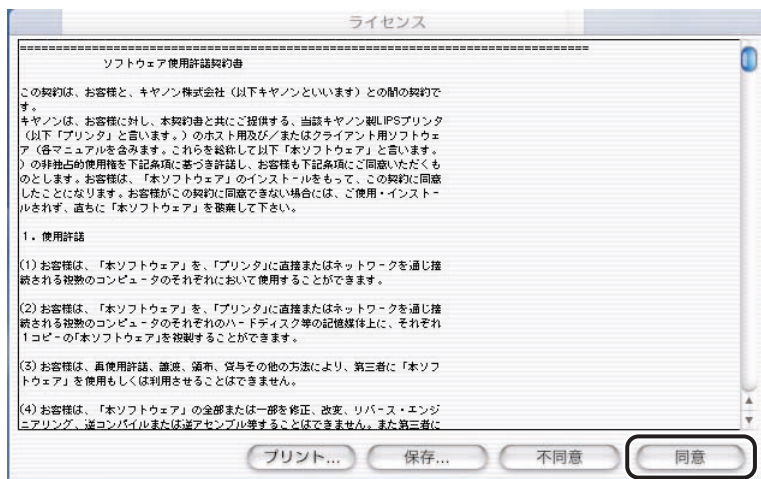 ライセンス
===============================================================================
ソフトウェア使用許諾契約書
この契約は、お客様と、キヤノン株式会社（以下キヤノンといいます）との間の契約で
す。
キヤノンは、お客様に対し、本契約書と共にご提供する、当該キヤノン製LIPSプリンタ
（以下「プリンタ」と言います。）のホスト用及び／またはクライアント用ソフトウェ
ア（各マニュアルを含みます。これらを総称して以下「本ソフトウェア」と言います。
）の非独占的使用権を下記条項に基づき許諾し、お客様も下記条項にご同意いただくも
のとします。お客様は、「本ソフトウェア」のインストールをもって、この契約に同意
したことになります。お客様がこの契約に同意できない場合には、ご使用・インストー
ルされず、直ちに「本ソフトウェア」を破棄して下さい。
1．使用許諾
(1) お客様は、「本ソフトウェア」を、「プリンタ」に直接またはネットワークを通じ接
続される複数のコンピュータのそれぞれにおいて使用することができます。
(2) お客様は、「本ソフトウェア」を、「プリンタ」に直接またはネットワークを通じ接
続される複数のコンピュータのそれぞれのハードディスク等の記憶媒体上に、それぞれ
1コピーの「本ソフトウェア」を複製することができます。
(3) お客様は、再使用許諾、譲渡、頒布、貸与その他の方法により、第三者に「本ソフ
トウェア」を使用もしくは利用させることはできません。
(4) お客様は、「本ソフトウェア」の全部または一部を修正、改変、リバース・エンジ
ニアリング、逆コンパイルまたは逆アセンブル等することはできません。また第三者に
プリント... 保存... 不同意 同意